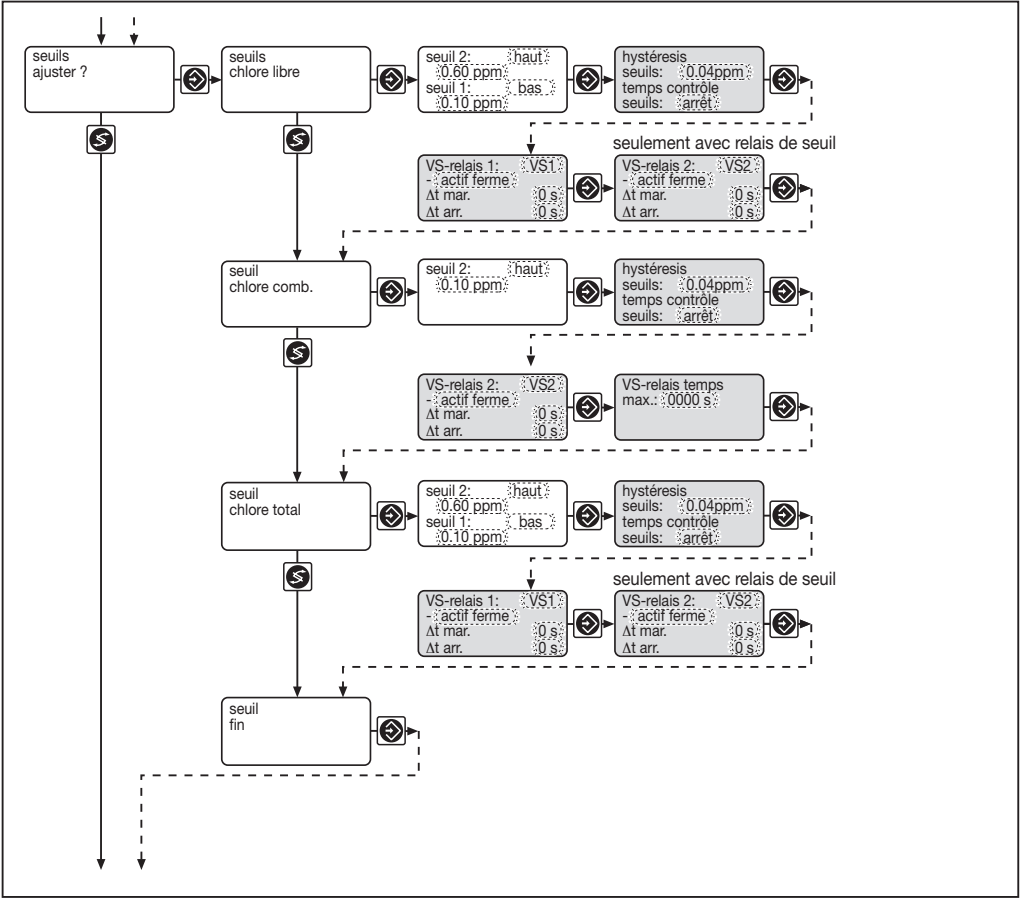 seuils
ajuster ?
seuils
chlore libre
seuil 2: haut
0.60 ppm
seuil 1: bas
0.10 ppm
hystéresis
seuils: 0.04ppm
temps contrôle
seuils: arrêt
seulement avec relais de seuil
VS-relais 1: VS1
- actif ferme
Δt mar. 0 s
Δt arr. 0 s
VS-relais 2: VS2
- actif ferme
Δt mar. 0 s
Δt arr. 0 s
seuil
chlore comb.
seuil 2: haut
0.10 ppm
hystéresis
seuils: 0.04ppm
temps contrôle
seuils: arrêt
VS-relais 2: VS2
- actif ferme
Δt mar. 0 s
Δt arr. 0 s
VS-relais temps
max.: 0000 s
seuil
chlore total
seuil 2: haut
0.60 ppm
seuil 1: bas
0.10 ppm
hystéresis
seuils: 0.04ppm
temps contrôle
seuils: arrêt
seulement avec relais de seuil
VS-relais 1: VS1
- actif ferme
Δt mar. 0 s
Δt arr. 0 s
VS-relais 2: VS2
- actif ferme
Δt mar. 0 s
Δt arr. 0 s
seuil
fin